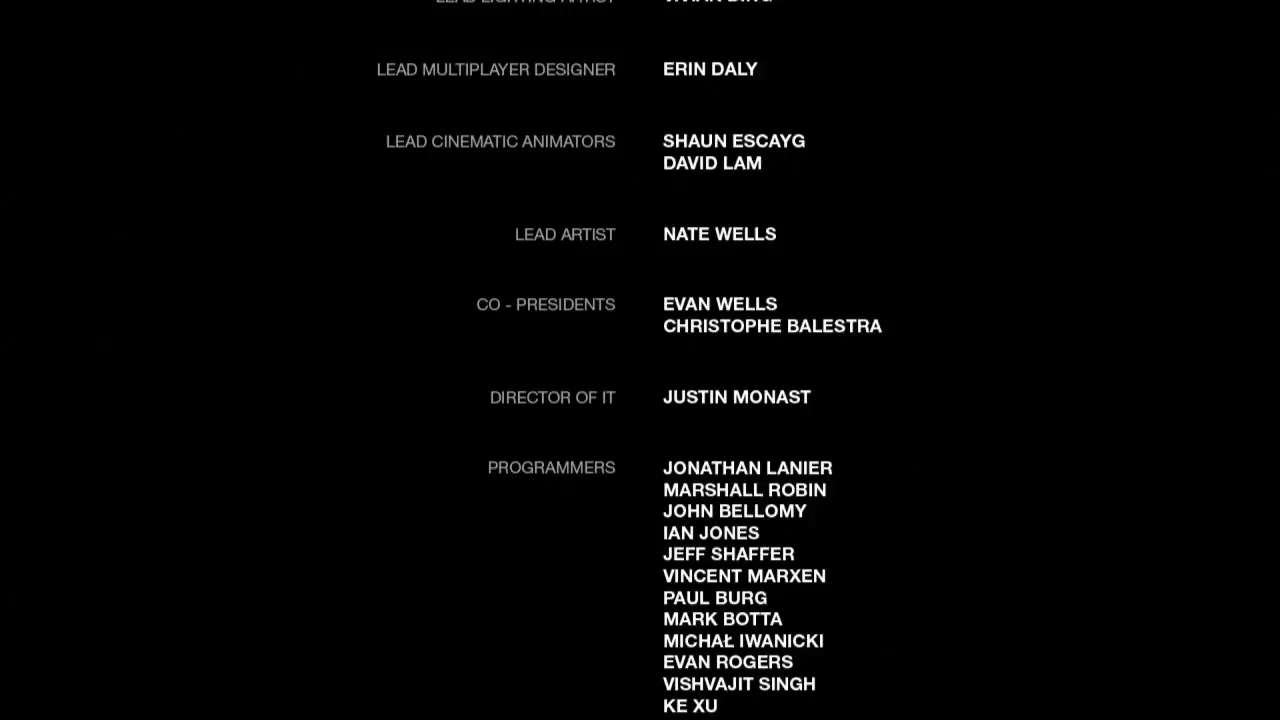 LEAD MULTIPLAYER DESIGNER ERIN DALY
LEAD CINEMATIC ANIMATORS SHAUN ESCAYG
DAVID LAM
LEAD ARTIST NATE WELLS
CO - PRESIDENTS EVAN WELLS
CHRISTOPHE BALESTRA
DIRECTOR OF IT JUSTIN MONAST
PROGRAMMERS JONATHAN LANIER
MARSHALL ROBIN
JOHN BELLOMY
IAN JONES
JEFF SHAFFER
VINCENT MARXEN
PAUL BURG
MARK BOTTA
MICHAŁ IWANICKI
EVAN ROGERS
VISHVAJIT SINGH
KE XU